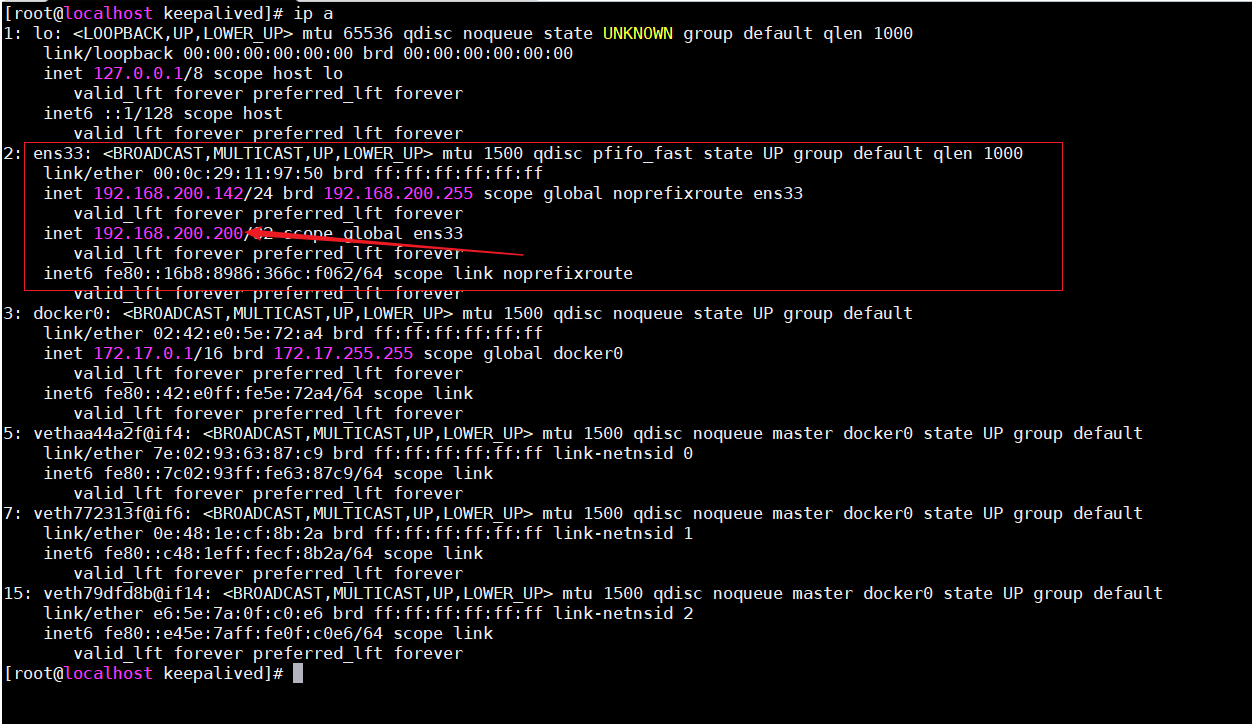 [root@localhost keepalived]# ip a
1: lo: <LOOPBACK,UP,LOWER_UP> mtu 65536 qdisc noqueue state UNKNOWN group default qlen 1000
    link/loopback 00:00:00:00:00:00 brd 00:00:00:00:00:00
    inet 127.0.0.1/8 scope host lo
       valid_lft forever preferred_lft forever
    inet6 ::1/128 scope host
       valid_lft forever preferred_lft forever
2: ens33: <BROADCAST,MULTICAST,UP,LOWER_UP> mtu 1500 qdisc pfifo_fast state UP group default qlen 1000
    link/ether 00:0c:29:11:97:50 brd ff:ff:ff:ff:ff:ff
    inet 192.168.200.142/24 brd 192.168.200.255 scope global noprefixroute ens33
       valid_lft forever preferred_lft forever
    inet 192.168.200.200/32 scope global ens33
       valid_lft forever preferred_lft forever
    inet6 fe80::16b8:8986:366c:f062/64 scope link noprefixroute
       valid_lft forever preferred_lft forever
3: docker0: <BROADCAST,MULTICAST,UP,LOWER_UP> mtu 1500 qdisc noqueue state UP group default
    link/ether 02:42:e0:5e:72:a4 brd ff:ff:ff:ff:ff:ff
    inet 172.17.0.1/16 brd 172.17.255.255 scope global docker0
       valid_lft forever preferred_lft forever
    inet6 fe80::42:e0ff:fe5e:72a4/64 scope link
       valid_lft forever preferred_lft forever
5: vethaa44a2f@if4: <BROADCAST,MULTICAST,UP,LOWER_UP> mtu 1500 qdisc noqueue master docker0 state UP group default
    link/ether 7e:02:93:63:87:c9 brd ff:ff:ff:ff:ff:ff link-netnsid 0
    inet6 fe80::7c02:93ff:fe63:87c9/64 scope link
       valid_lft forever preferred_lft forever
7: veth772313f@if6: <BROADCAST,MULTICAST,UP,LOWER_UP> mtu 1500 qdisc noqueue master docker0 state UP group default
    link/ether 0e:48:1e:cf:8b:2a brd ff:ff:ff:ff:ff:ff link-netnsid 1
    inet6 fe80::c48:1eff:fecf:8b2a/64 scope link
       valid_lft forever preferred_lft forever
15: veth79dfd8b@if14: <BROADCAST,MULTICAST,UP,LOWER_UP> mtu 1500 qdisc noqueue master docker0 state UP group default
    link/ether e6:5e:7a:0f:c0:e6 brd ff:ff:ff:ff:ff:ff link-netnsid 2
    inet6 fe80::e45e:7aff:fe0f:c0e6/64 scope link
       valid_lft forever preferred_lft forever
[root@localhost keepalived]#